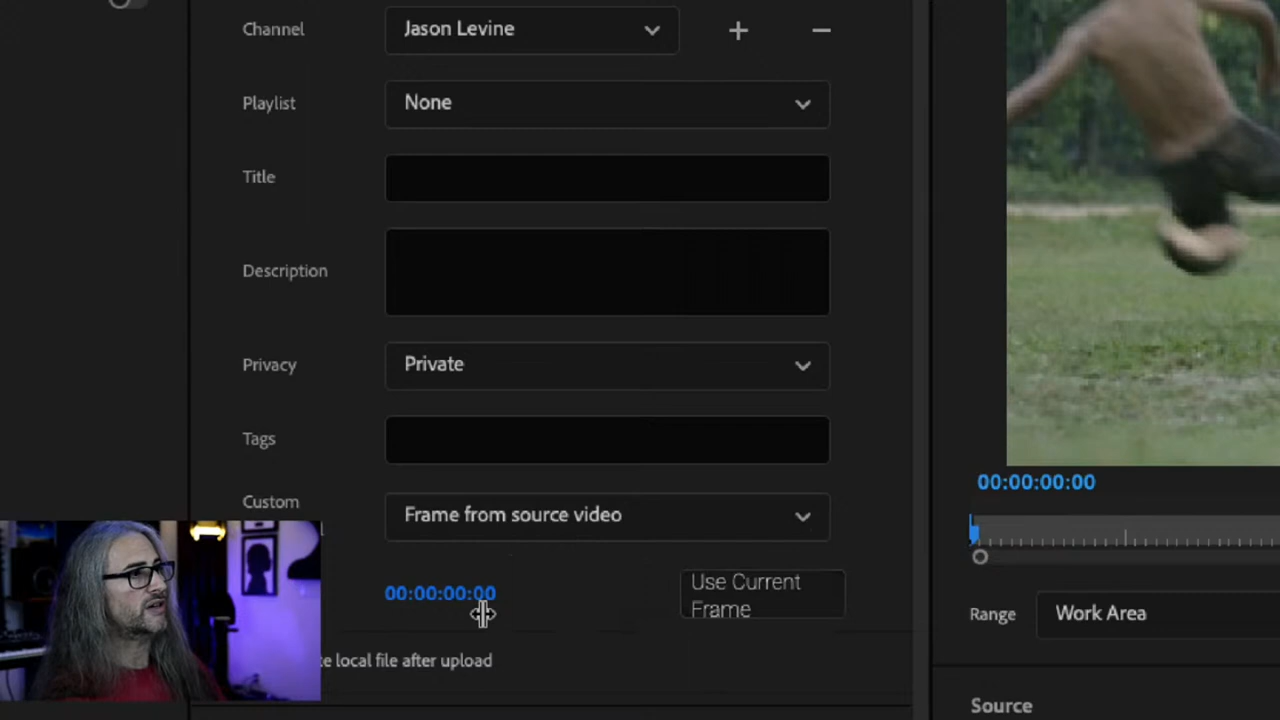 Channel
Jason Levine
Playlist
None
Title
Description
Privacy
Private
Tags
Custom
Frame from source video
00:00:00:00
Use Current
Frame
local file after upload
00:00:00:00
Range
Work Area
Source